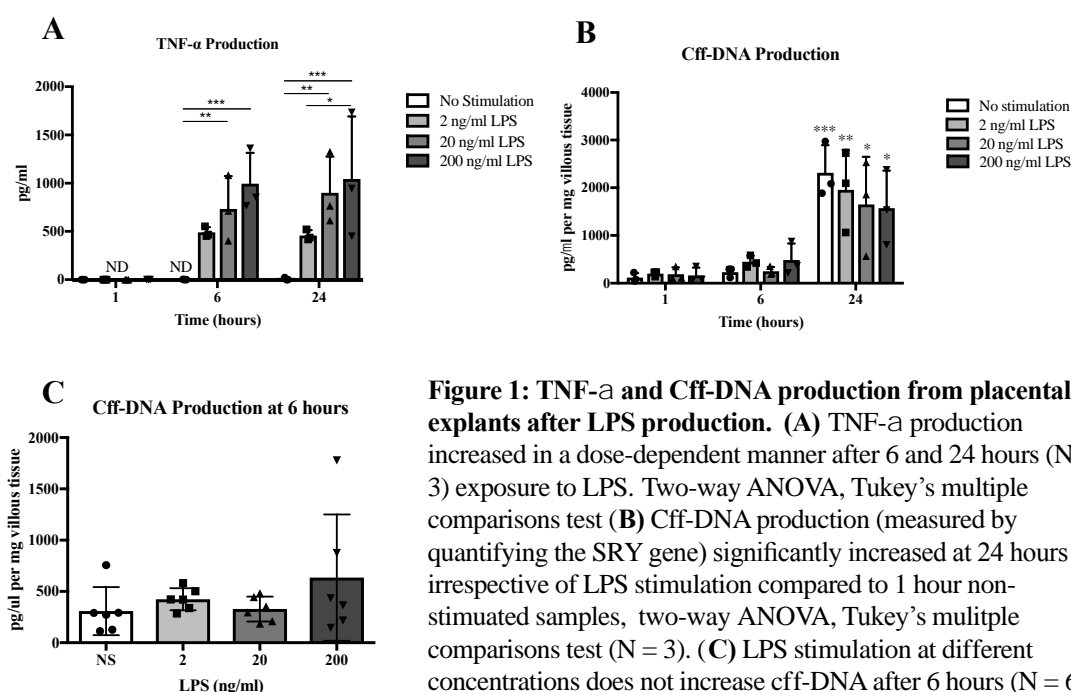 A
TNF-α Production
2000
1500
1000
500
0
pg/ml
ND
ND
***
**
***
**
*
1
6
24
Time (hours)
No Stimulation
2 ng/ml LPS
20 ng/ml LPS
200 ng/ml LPS
B
Cff-DNA Production
4000
3000
2000
1000
0
pg/ml per mg villous tissue
***
**
*
*
1
6
24
Time (hours)
No stimulation
2 ng/ml LPS
20 ng/ml LPS
200 ng/ml LPS
C
Cff-DNA Production at 6 hours
2000
1500
1000
500
0
pg/ul per mg villous tissue
NS
2
20
200
LPS (ng/ml)
Figure 1: TNF-a and Cff-DNA production from placental
explants after LPS production. (A) TNF-a production
increased in a dose-dependent manner after 6 and 24 hours (N
3) exposure to LPS. Two-way ANOVA, Tukey's multiple
comparisons test (B) Cff-DNA production (measured by
quantifying the SRY gene) significantly increased at 24 hours
irrespective of LPS stimulation compared to 1 hour non-
stimuated samples, two-way ANOVA, Tukey's mulitple
comparisons test (N = 3). (C) LPS stimulation at different
concentrations does not increase cff-DNA after 6 hours (N = 6